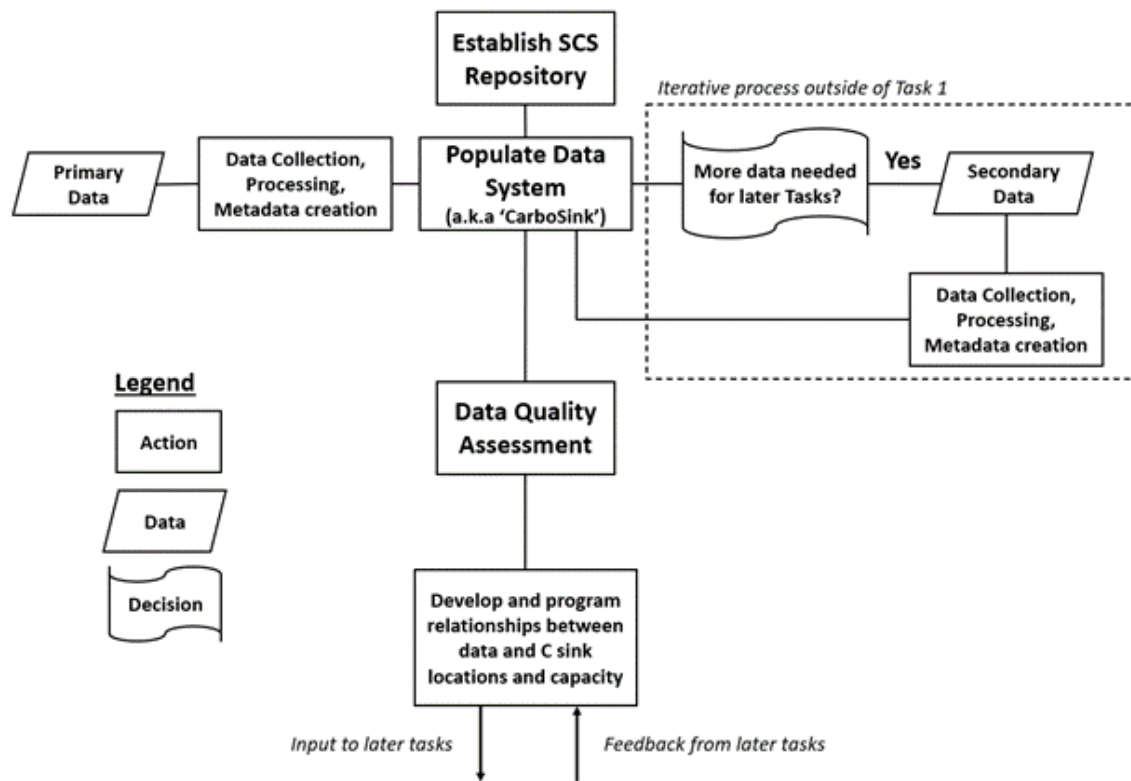 Establish SCS
Repository
Iterative process outside of Task 1
Primary
Data
Data Collection,
Processing,
Metadata creation
Populate Data
System
(a.k.a 'CarboSink')
More data needed
for later Tasks?
Yes
Secondary
Data
Data Collection,
Processing,
Metadata creation
Legend
Action
Data
Decision
Data Quality
Assessment
Develop and program
relationships between
data and C sink
locations and capacity
Input to later tasks
Feedback from later tasks